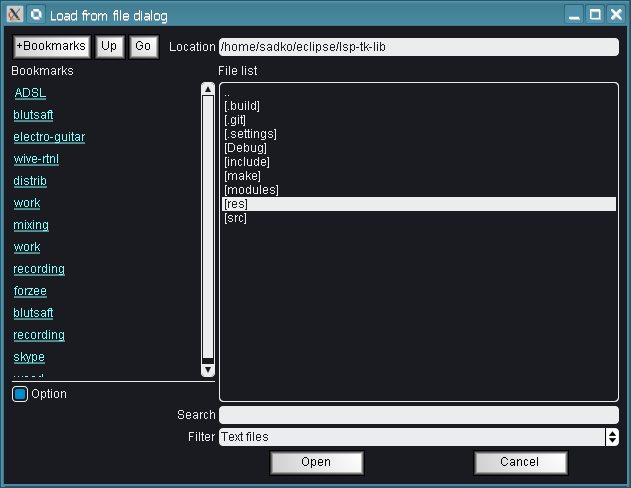 Load from file dialog
+Bookmarks Up Go Location /home/sadko/eclipse/lsp-tk-lib
Bookmarks
ADSL
blutsaft
electro-guitar
wive-rtnl
distrib
work
mixing
work
recording
forzee
blutsaft
recording
skype
Option
File list
..
[.build]
[.git]
[.settings]
[Debug]
[include]
[make]
[modules]
[res]
[src]
Search
Filter Text files
Open Cancel